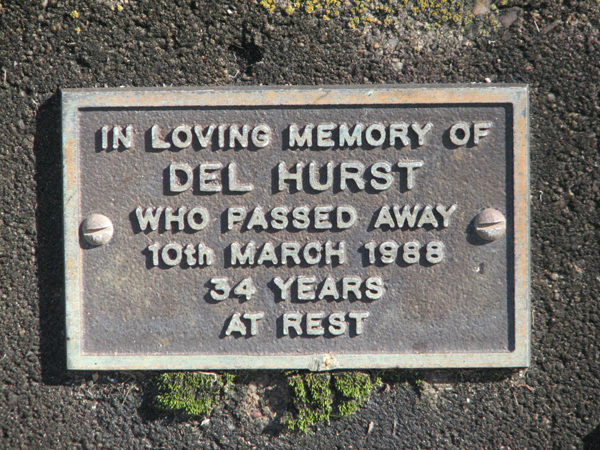 IN LOVING MEMORY OF
DEL HURST
WHO PASSED AWAY
10th MARCH 1988
34 YEARS
AT REST